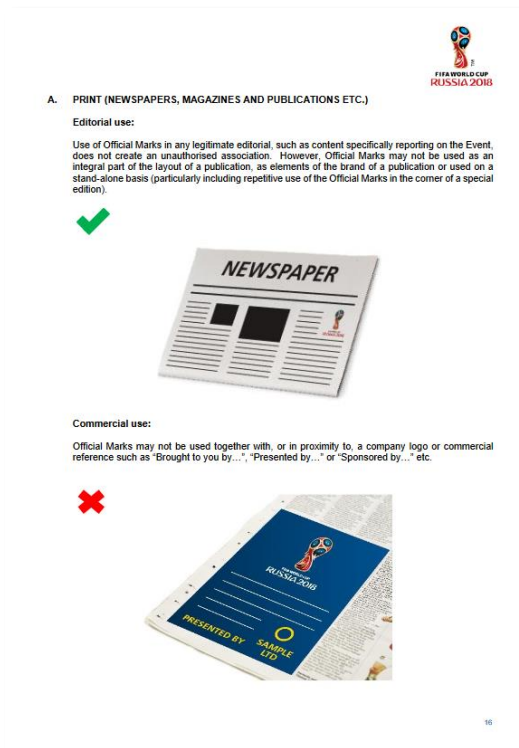 FIFA WORLD CUP
RUSSIA 2018
A. PRINT (NEWSPAPERS, MAGAZINES AND PUBLICATIONS ETC.)
Editorial use:
Use of Official Marks in any legitimate editorial, such as content specifically reporting on the Event,
does not create an unauthorised association. However, Official Marks may not be used as an
integral part of the layout of a publication, as elements of the brand of a publication or used on a
stand-alone basis (particularly including repetitive use of the Official Marks in the corner of a special
edition).
NEWSPAPER
Commercial use:
Official Marks may not be used together with, or in proximity to, a company logo or commercial
reference such as “Brought to you by…”, “Presented by…” or “Sponsored by…” etc.
FIFA WORLD CUP
RUSSIA 2018
PRESENTED BY
SAMPLE
LTD
16